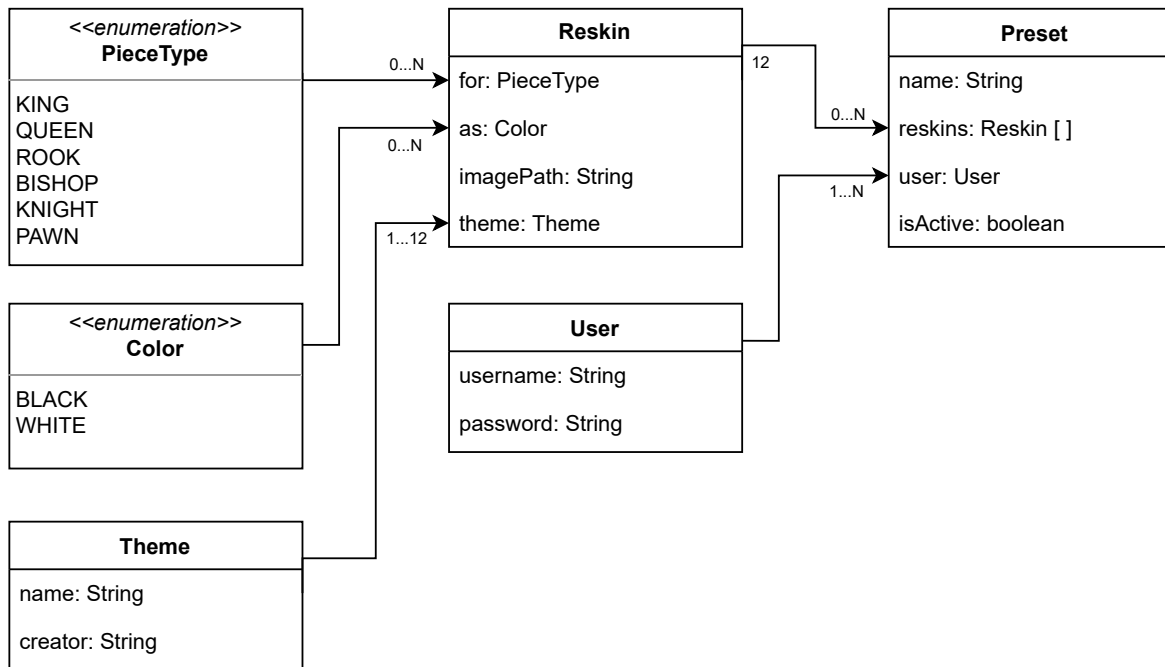 <<enumeration>>
PieceType
KING
QUEEN
ROOK
BISHOP
KNIGHT
PAWN
0...N
Reskin
for: PieceType
as: Color
imagePath: String
theme: Theme
0...N
1...12
12
Preset
name: String
reskins: Reskin [ ]
user: User
isActive: boolean
0...N
1...N
<<enumeration>>
Color
BLACK
WHITE
User
username: String
password: String
Theme
name: String
creator: String